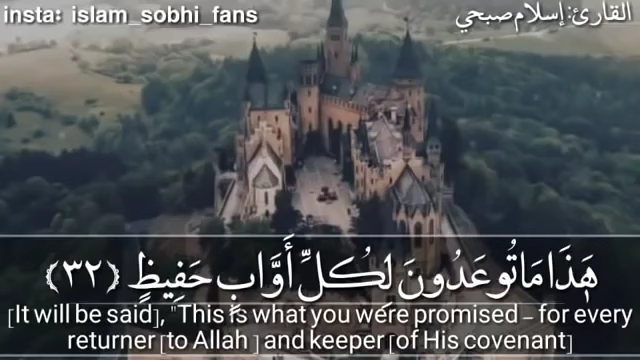 insta: islam_sobhi_fans
القارئ: إسلام صبحي
هَٰذَا مَا تُوعَدُونَ لِكُلِّ أَوَّابٍ حَفِيظٍ ﴿٣٢﴾
[It will be said], "This is what you were promised – for every
returner [to Allah ] and keeper [of His covenant]